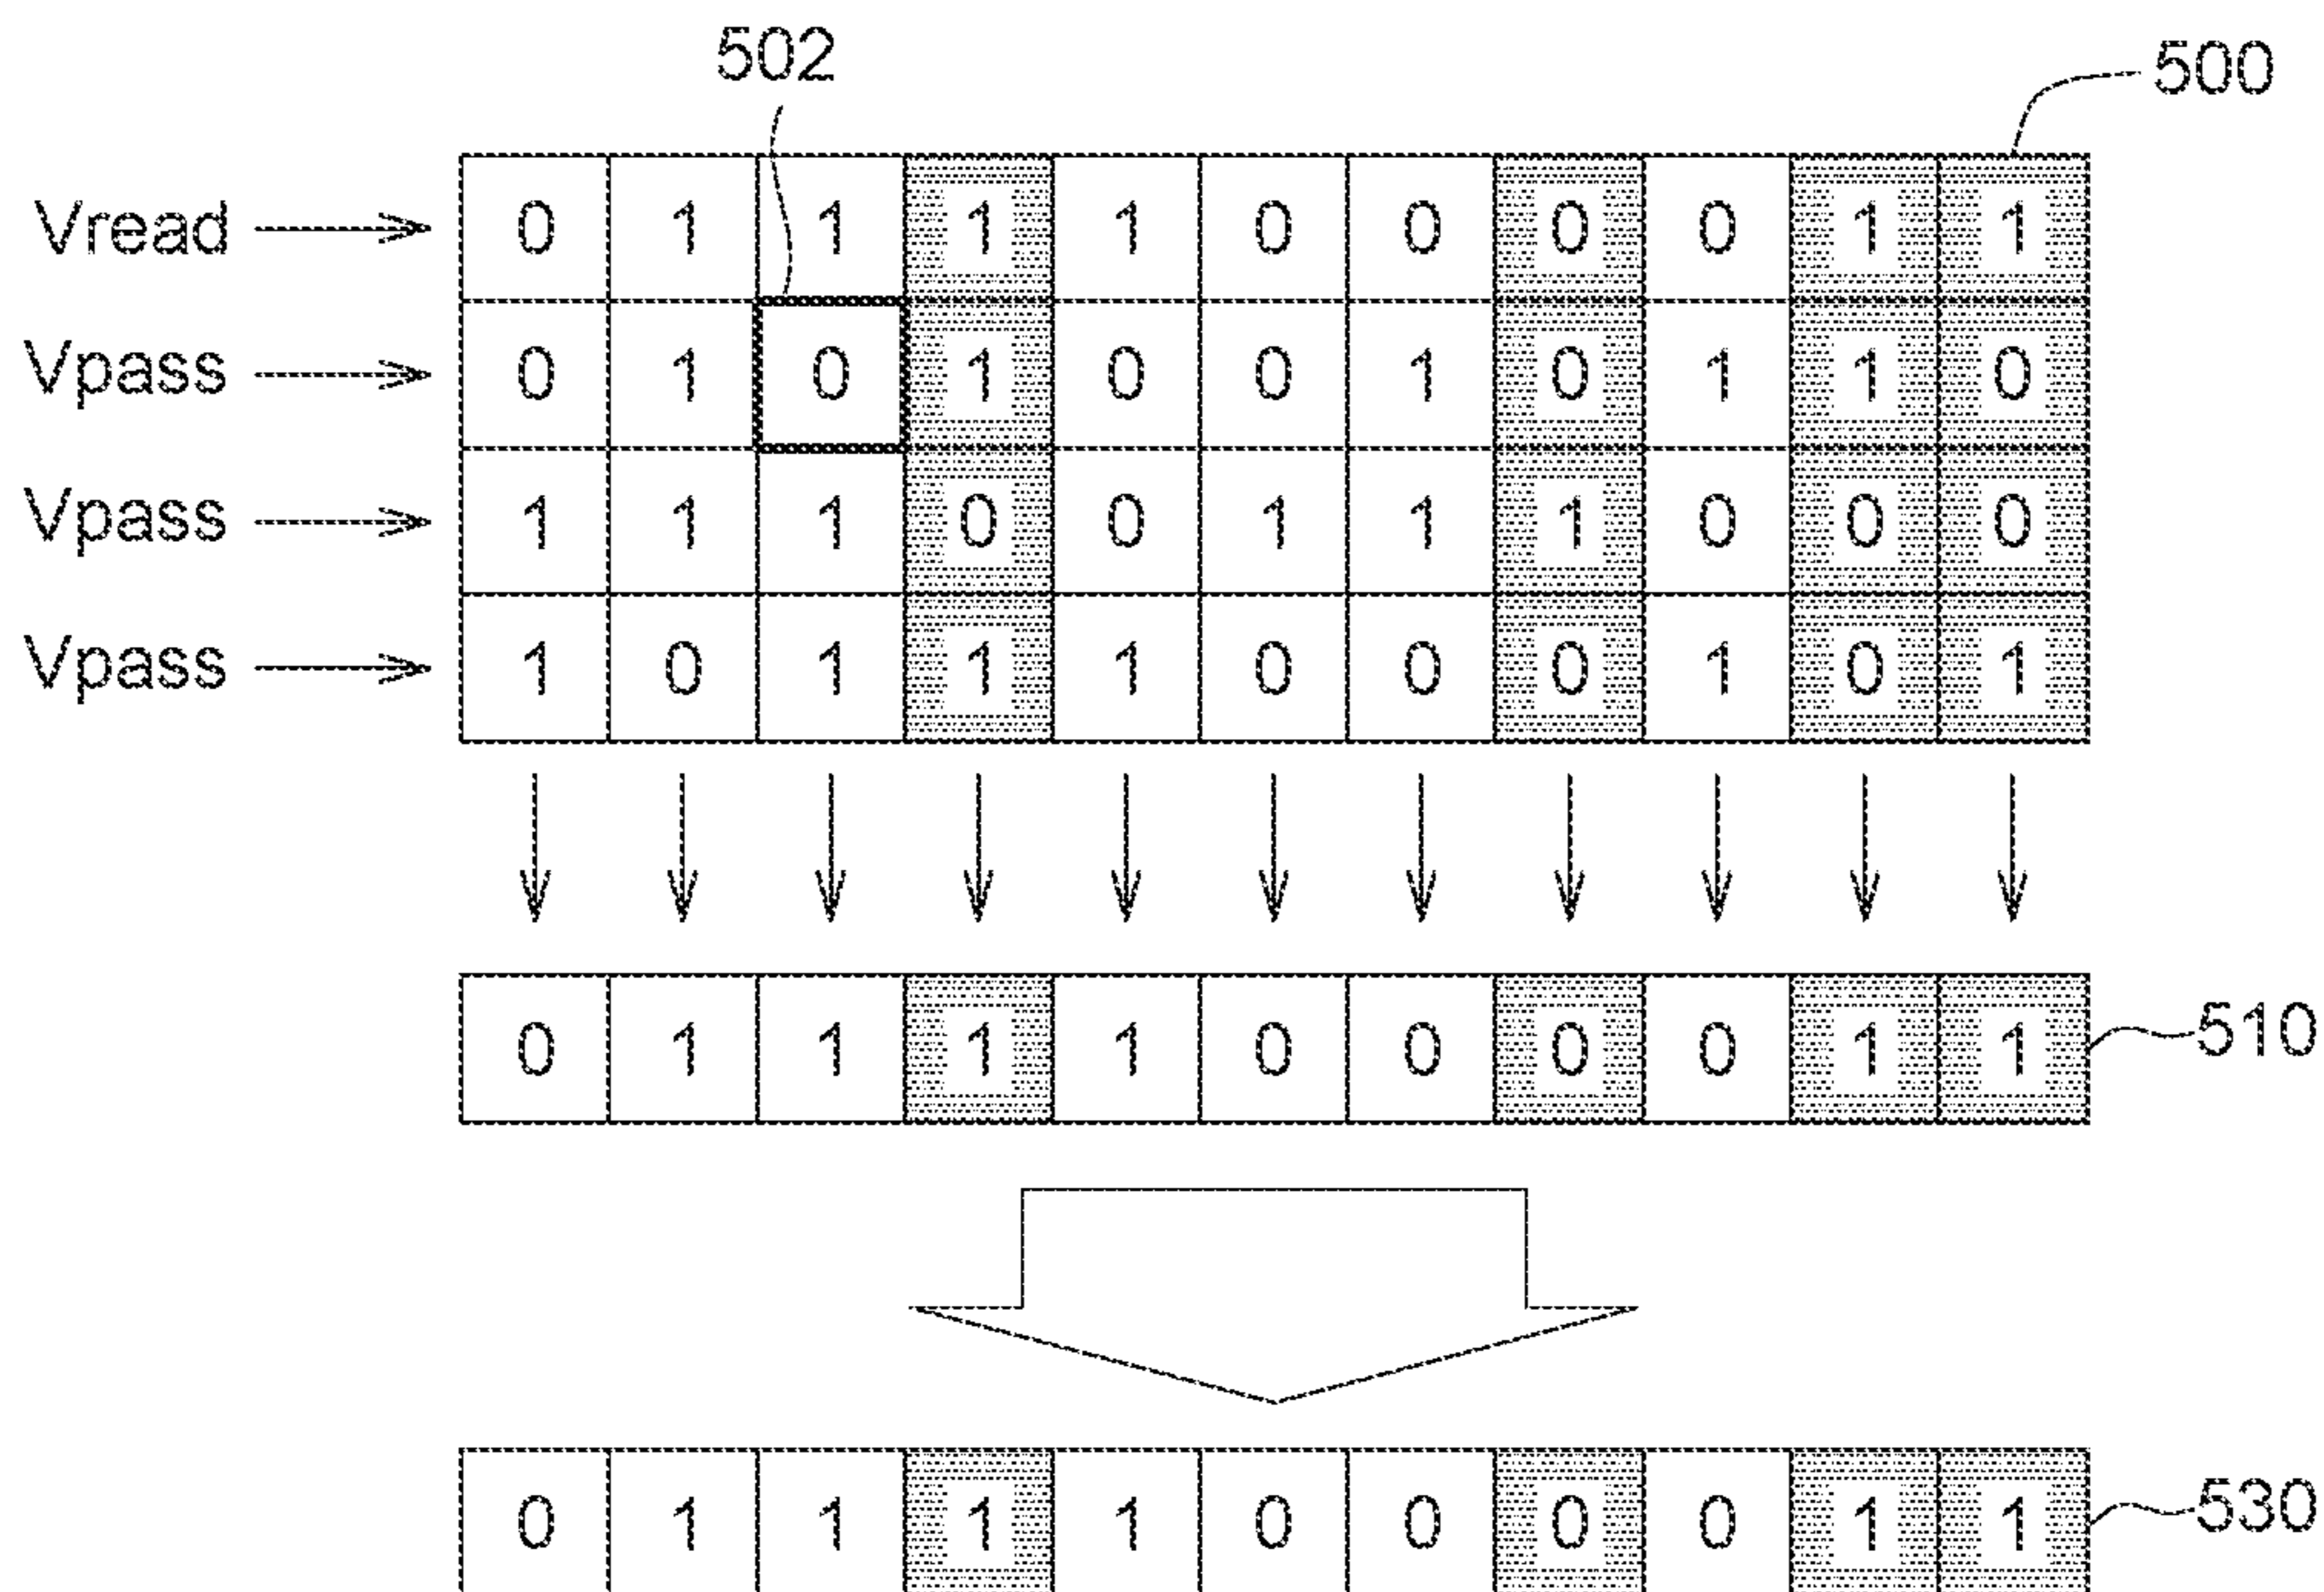 502
500
Vread 0 1 1 1 1 0 0 0 0 1 1
Vpass 0 1 0 1 0 0 1 0 1 1 0
Vpass 1 1 1 0 0 1 1 1 0 0 0
Vpass 1 0 1 1 1 0 0 0 1 0 1
0 1 1 1 1 0 0 0 0 1 1 510
0 1 1 1 1 0 0 0 0 1 1 530